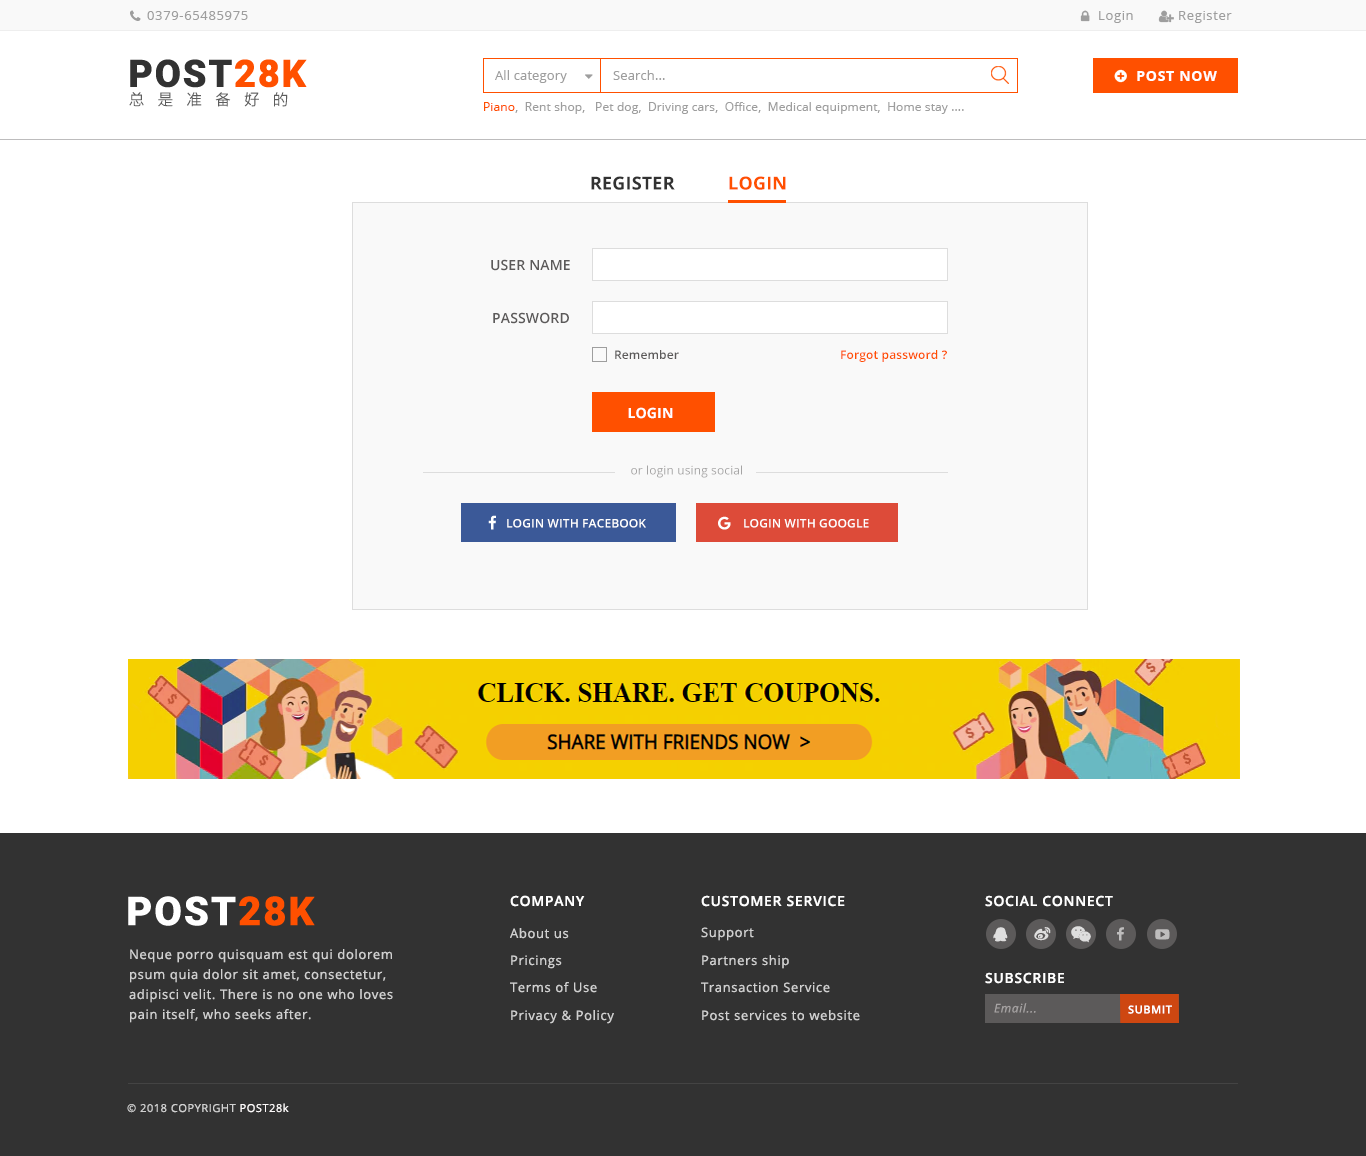 0379-65485975
Login
Register
POST28K
总是准备好的
All category
Search...
POST NOW
Piano, Rent shop, Pet dog, Driving cars, Office, Medical equipment, Home stay ....
REGISTER
LOGIN
USER NAME
PASSWORD
Remember
Forgot password ?
LOGIN
or login using social
LOGIN WITH FACEBOOK
LOGIN WITH GOOGLE
CLICK. SHARE. GET COUPONS.
SHARE WITH FRIENDS NOW >
POST28K
Neque porro quisquam est qui dolorem
psum quia dolor sit amet, consectetur,
adipisci velit. There is no one who loves
pain itself, who seeks after.
COMPANY
About us
Pricings
Terms of Use
Privacy & Policy
CUSTOMER SERVICE
Support
Partners ship
Transaction Service
Post services to website
SOCIAL CONNECT
SUBSCRIBE
Email...
SUBMIT
© 2018 COPYRIGHT POST28k